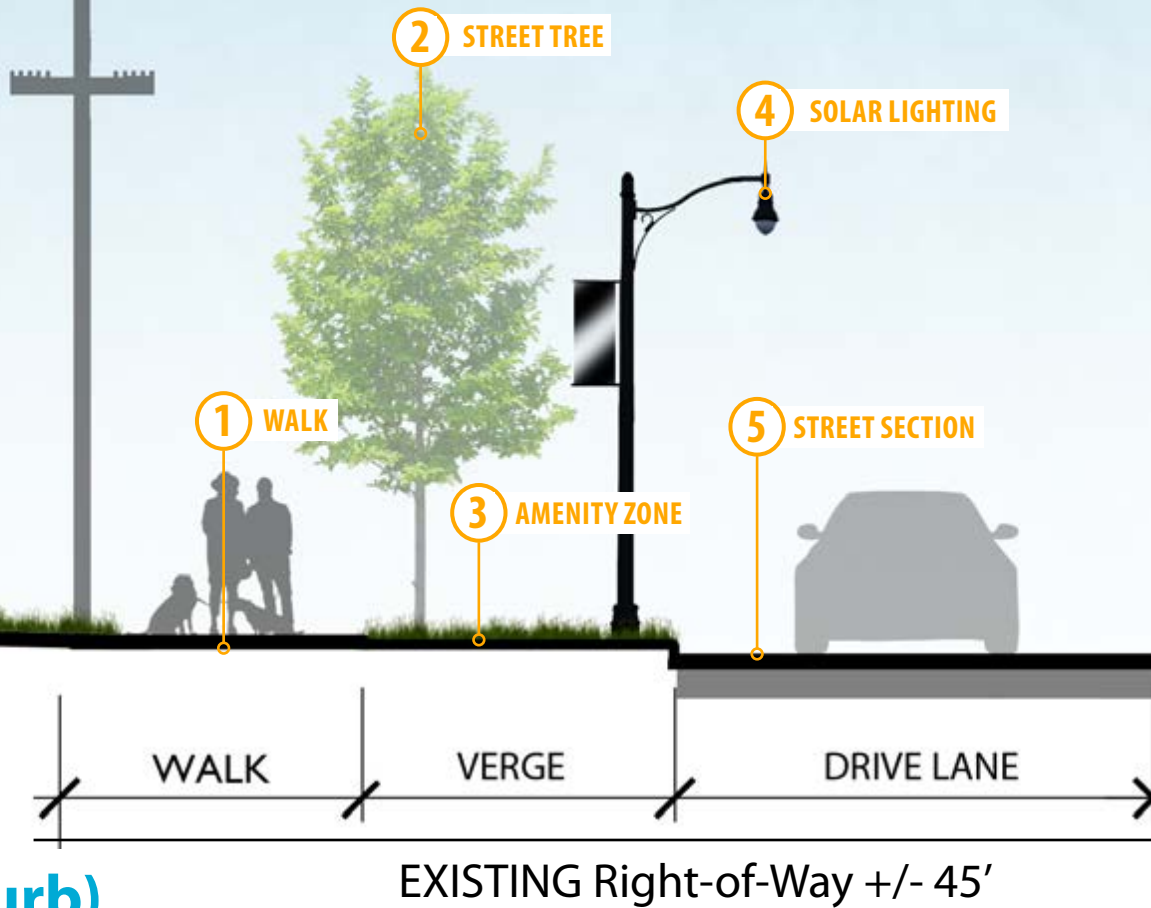 2 STREET TREE
4 SOLAR LIGHTING
1 WALK
5 STREET SECTION
3 AMENITY ZONE
WALK
VERGE
DRIVE LANE
EXISTING Right-of-Way +/- 45’
urb)